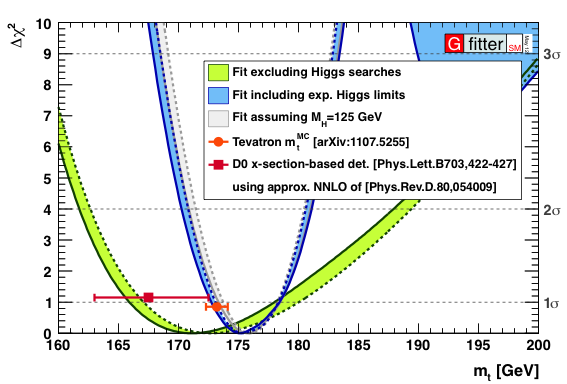 Δχ²
10
9
8
7
6
5
4
3
2
1
0
G fitter SM May 12
3σ
2σ
1σ
Fit excluding Higgs searches
Fit including exp. Higgs limits
Fit assuming M_H=125 GeV
Tevatron m_t^MC [arXiv:1107.5255]
D0 x-section-based det. [Phys.Lett.B703,422-427]
using approx. NNLO of [Phys.Rev.D.80,054009]
160 165 170 175 180 185 190 195 200
m_t [GeV]